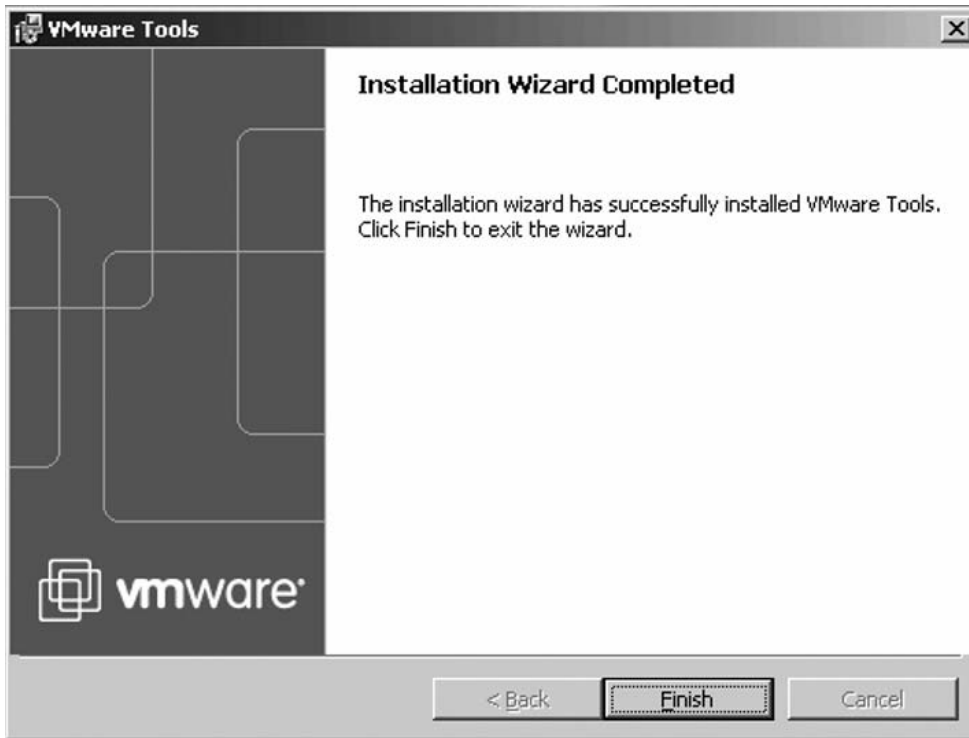 VMware Tools
Installation Wizard Completed
The installation wizard has successfully installed VMware Tools.
Click Finish to exit the wizard.
vmware®
< Back
Finish
Cancel